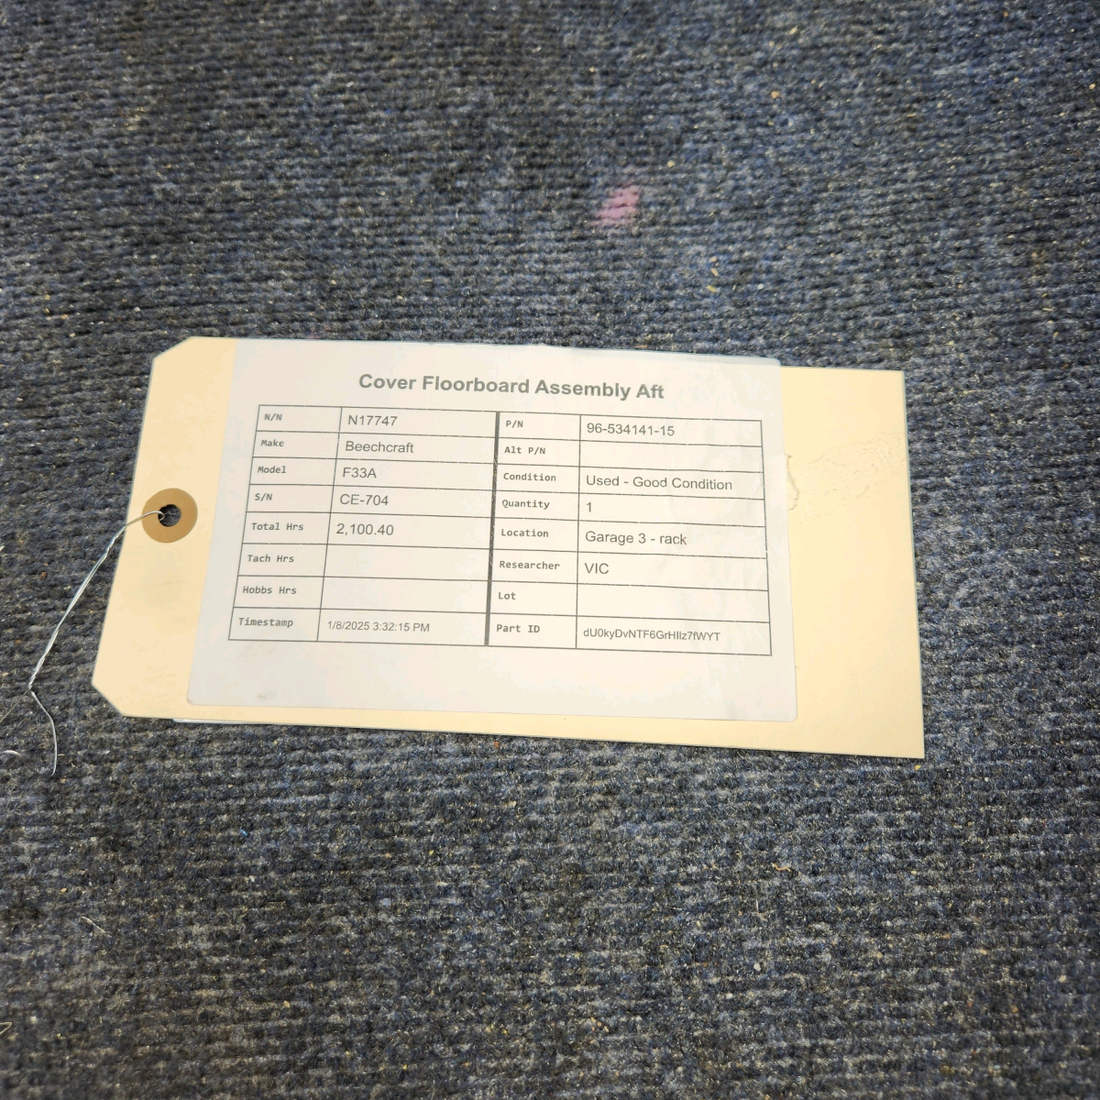 Cover Floorboard Assembly Aft
N/N N17747 P/N 96-534141-15
Make Beechcraft Alt P/N
Model F33A Condition Used - Good Condition
S/N CE-704 Quantity 1
Total Hrs 2,100.40 Location Garage 3 - rack
Tach Hrs Researcher VIC
Hobbs Hrs Lot
Timestamp 1/8/2025 3:32:15 PM Part ID